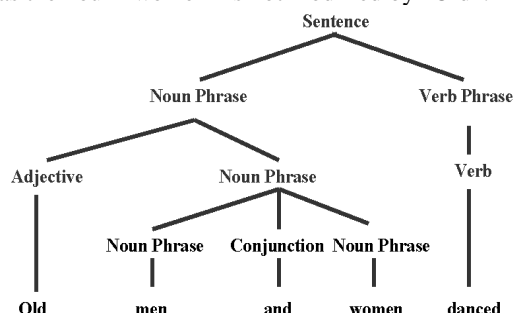 Sentence
Noun Phrase Verb Phrase
Adjective Noun Phrase Verb
Noun Phrase Conjunction Noun Phrase
Old men and women danced